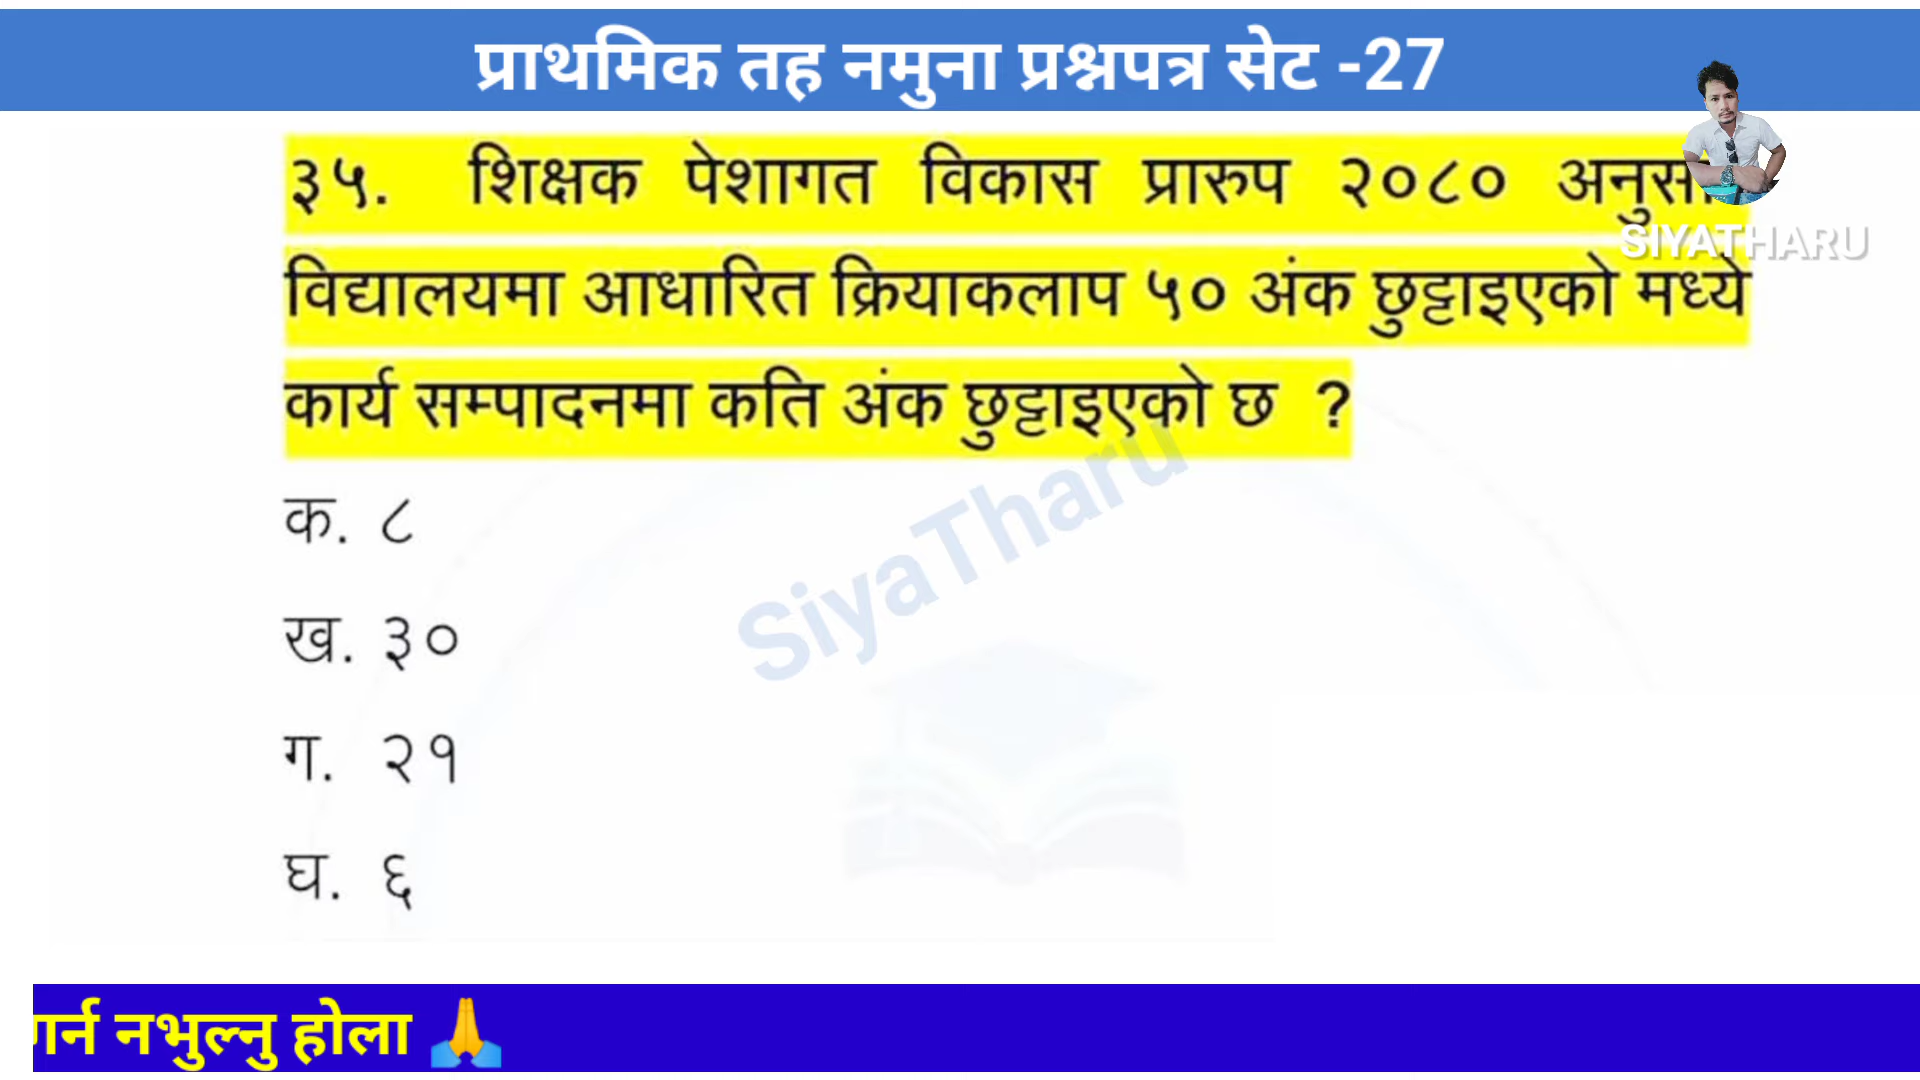 प्राथमिक तह नमुना प्रश्नपत्र सेट -27
३५. शिक्षक पेशागत विकास प्रारुप २०८०
SIYATHARU
विद्यालयमा आधारित क्रियाकलाप ५० अंक छुट्टाइएको मध्ये
कार्य सम्पादनमा कति अंक छुट्टाइएको छ ?
SiyaTharu
क. ८
ख. ३०
ग. २१
घ. ६
गर्न नभुल्नु होला 🙏